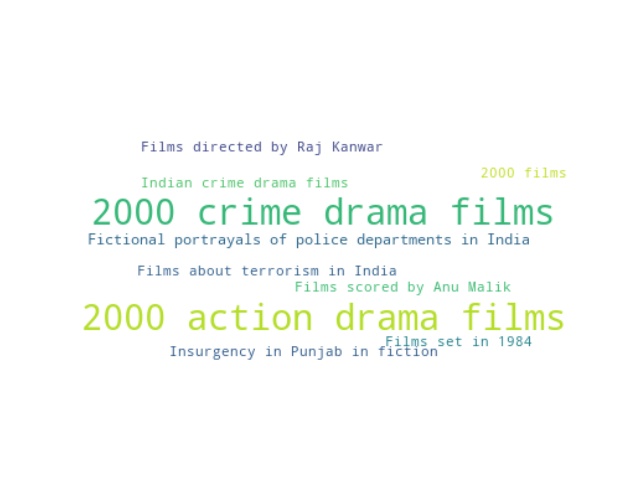 Films directed by Raj Kanwar
2000 films
Indian crime drama films
2000 crime drama films
Fictional portrayals of police departments in India
Films about terrorism in India
Films scored by Anu Malik
2000 action drama films
Films set in 1984
Insurgency in Punjab in fiction